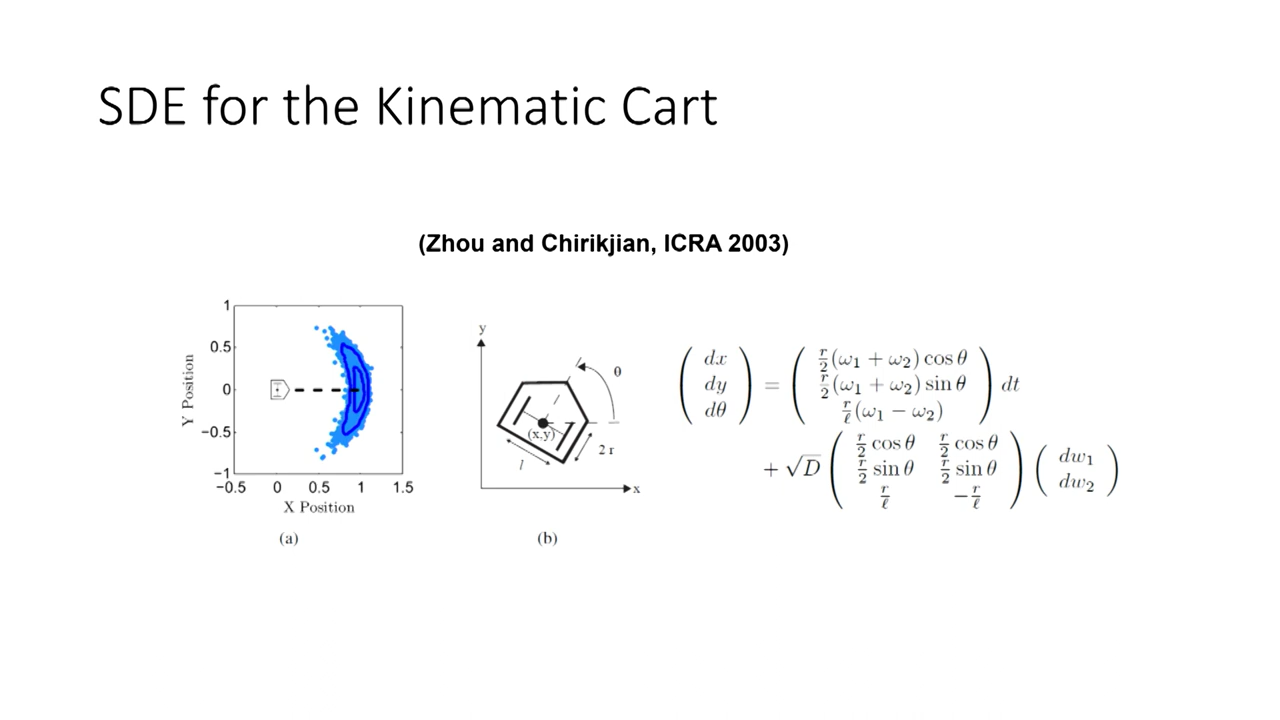 SDE for the Kinematic Cart
(Zhou and Chirikjian, ICRA 2003)
1
0.5
0
−0.5
−1
Y Position
−0.5 0 0.5 1 1.5
X Position
(a)
y
θ
(x,y)
2 r
l
x
(b)
( dx dy dθ ) = ( r/2 (ω₁ + ω₂) cos θ r/2 (ω₁ + ω₂) sin θ r/ℓ (ω₁ − ω₂) ) dt
+ √D ( r/2 cos θ r/2 cos θ r/2 sin θ r/2 sin θ r/ℓ −r/ℓ ) ( dw₁ dw₂ )